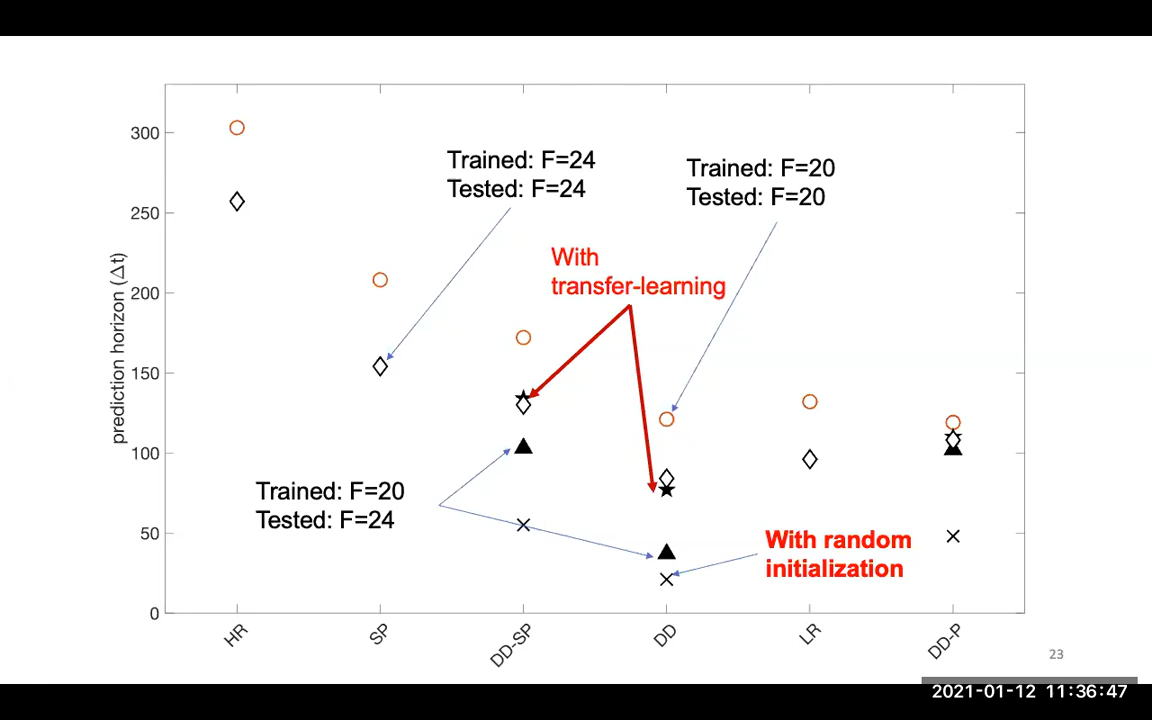 300
250
200
150
100
50
0
prediction horizon (Δt)
HR
SP
DD-SP
DD
LR
DD-P
Trained: F=24
Tested: F=24
Trained: F=20
Tested: F=20
With
transfer-learning
Trained: F=20
Tested: F=24
With random
initialization
23
2021-01-12 11:36:47